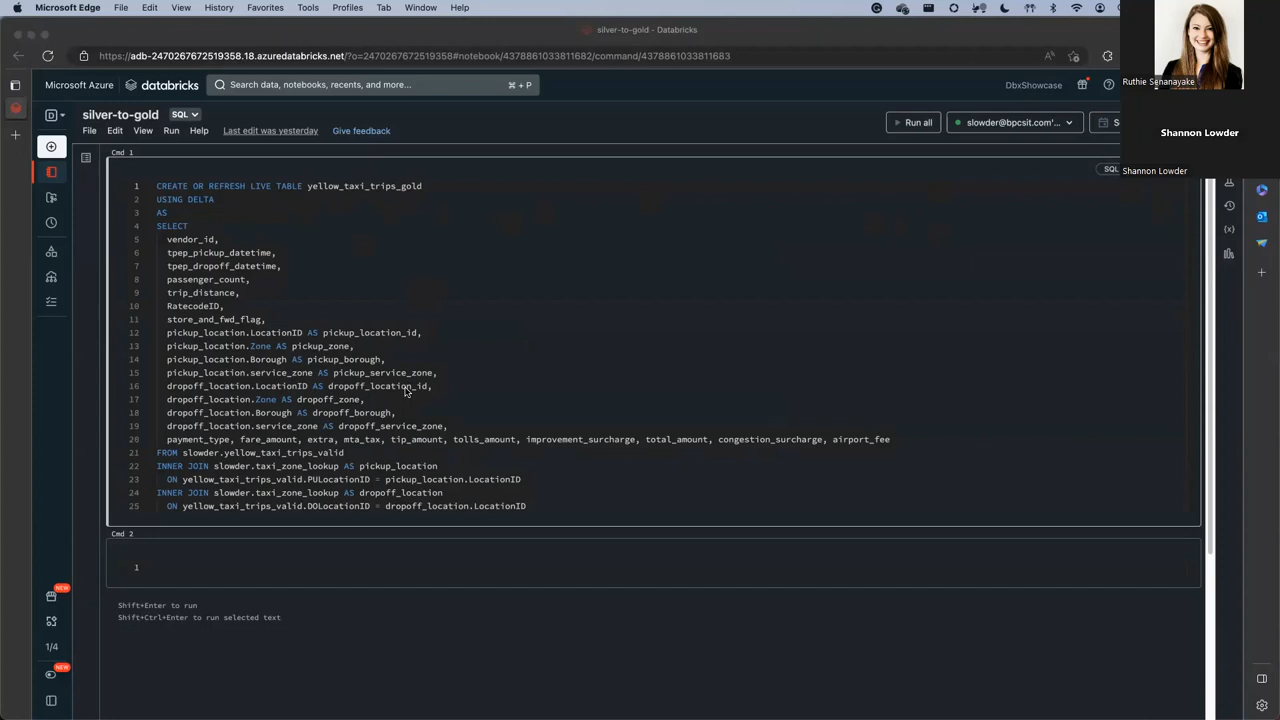 Microsoft Edge File Edit View History Favorites Tools Profiles Tab Window Help
silver-to-gold - Databricks
https://adb-2470267672519358.18.azuredatabricks.net/?o=2470267672519358#notebook/4378861033811682/command/4378861033811683
Ruthie Senanayake
Microsoft Azure databricks Search data, notebooks, recents, and more... ⌘ + P DbxShowcase
silver-to-gold SQL
Shannon Lowder
File Edit View Run Help Last edit was yesterday Give feedback Run all slowder@bpcsit.com'...
Shannon Lowder
Cmd 1
SQL
1 CREATE OR REFRESH LIVE TABLE yellow_taxi_trips_gold
2 USING DELTA
3 AS
4 SELECT
5 vendor_id,
6 tpep_pickup_datetime,
7 tpep_dropoff_datetime,
8 passenger_count,
9 trip_distance,
10 RatecodeID,
11 store_and_fwd_flag,
12 pickup_location.LocationID AS pickup_location_id,
13 pickup_location.Zone AS pickup_zone,
14 pickup_location.Borough AS pickup_borough,
15 pickup_location.service_zone AS pickup_service_zone,
16 dropoff_location.LocationID AS dropoff_location_id,
17 dropoff_location.Zone AS dropoff_zone,
18 dropoff_location.Borough AS dropoff_borough,
19 dropoff_location.service_zone AS dropoff_service_zone,
20 payment_type, fare_amount, extra, mta_tax, tip_amount, tolls_amount, improvement_surcharge, total_amount, congestion_surcharge, airport_fee
21 FROM slowder.yellow_taxi_trips_valid
22 INNER JOIN slowder.taxi_zone_lookup AS pickup_location
23 ON yellow_taxi_trips_valid.PULocationID = pickup_location.LocationID
24 INNER JOIN slowder.taxi_zone_lookup AS dropoff_location
25 ON yellow_taxi_trips_valid.DOLocationID = dropoff_location.LocationID
Cmd 2
1
NEW
Shift+Enter to run
Shift+Ctrl+Enter to run selected text
1/4
NEW